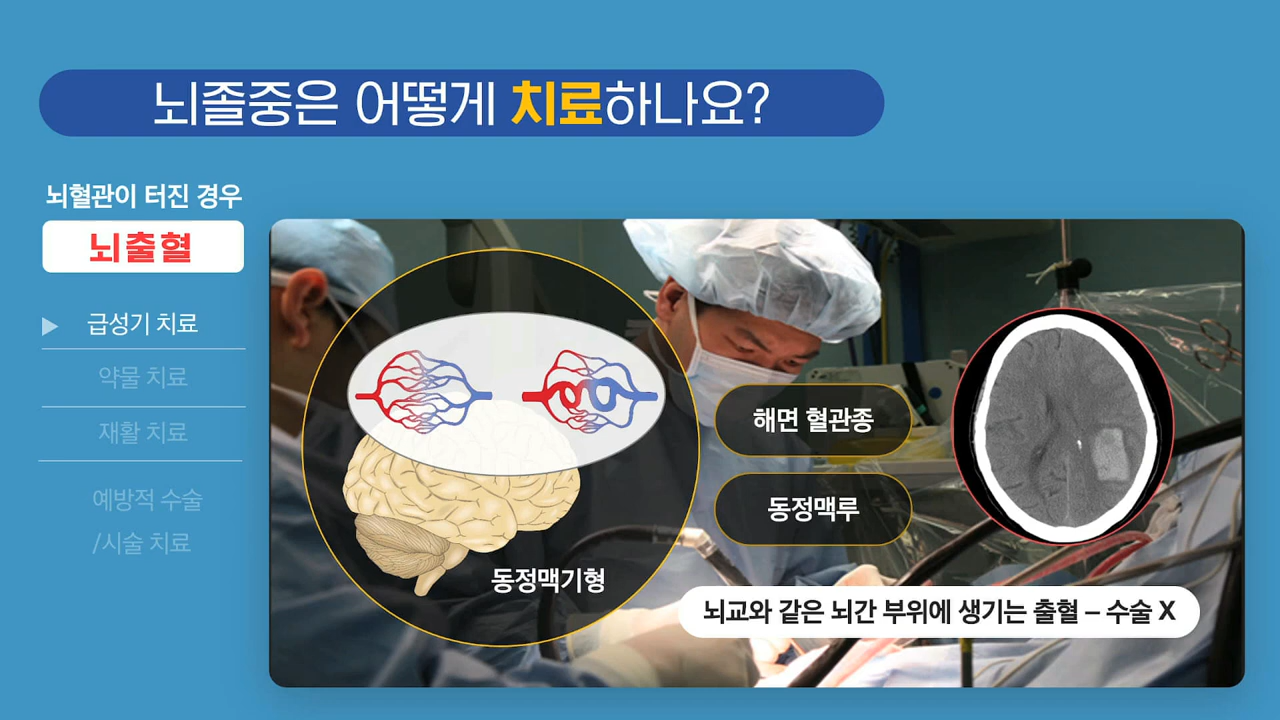 뇌졸중은 어떻게 치료하나요?
뇌혈관이 터진 경우
뇌출혈
급성기 치료
약물 치료
재활 치료
예방적 수술
/시술 치료
동정맥기형
해면 혈관종
동정맥루
뇌교와 같은 뇌간 부위에 생기는 출혈 – 수술 X